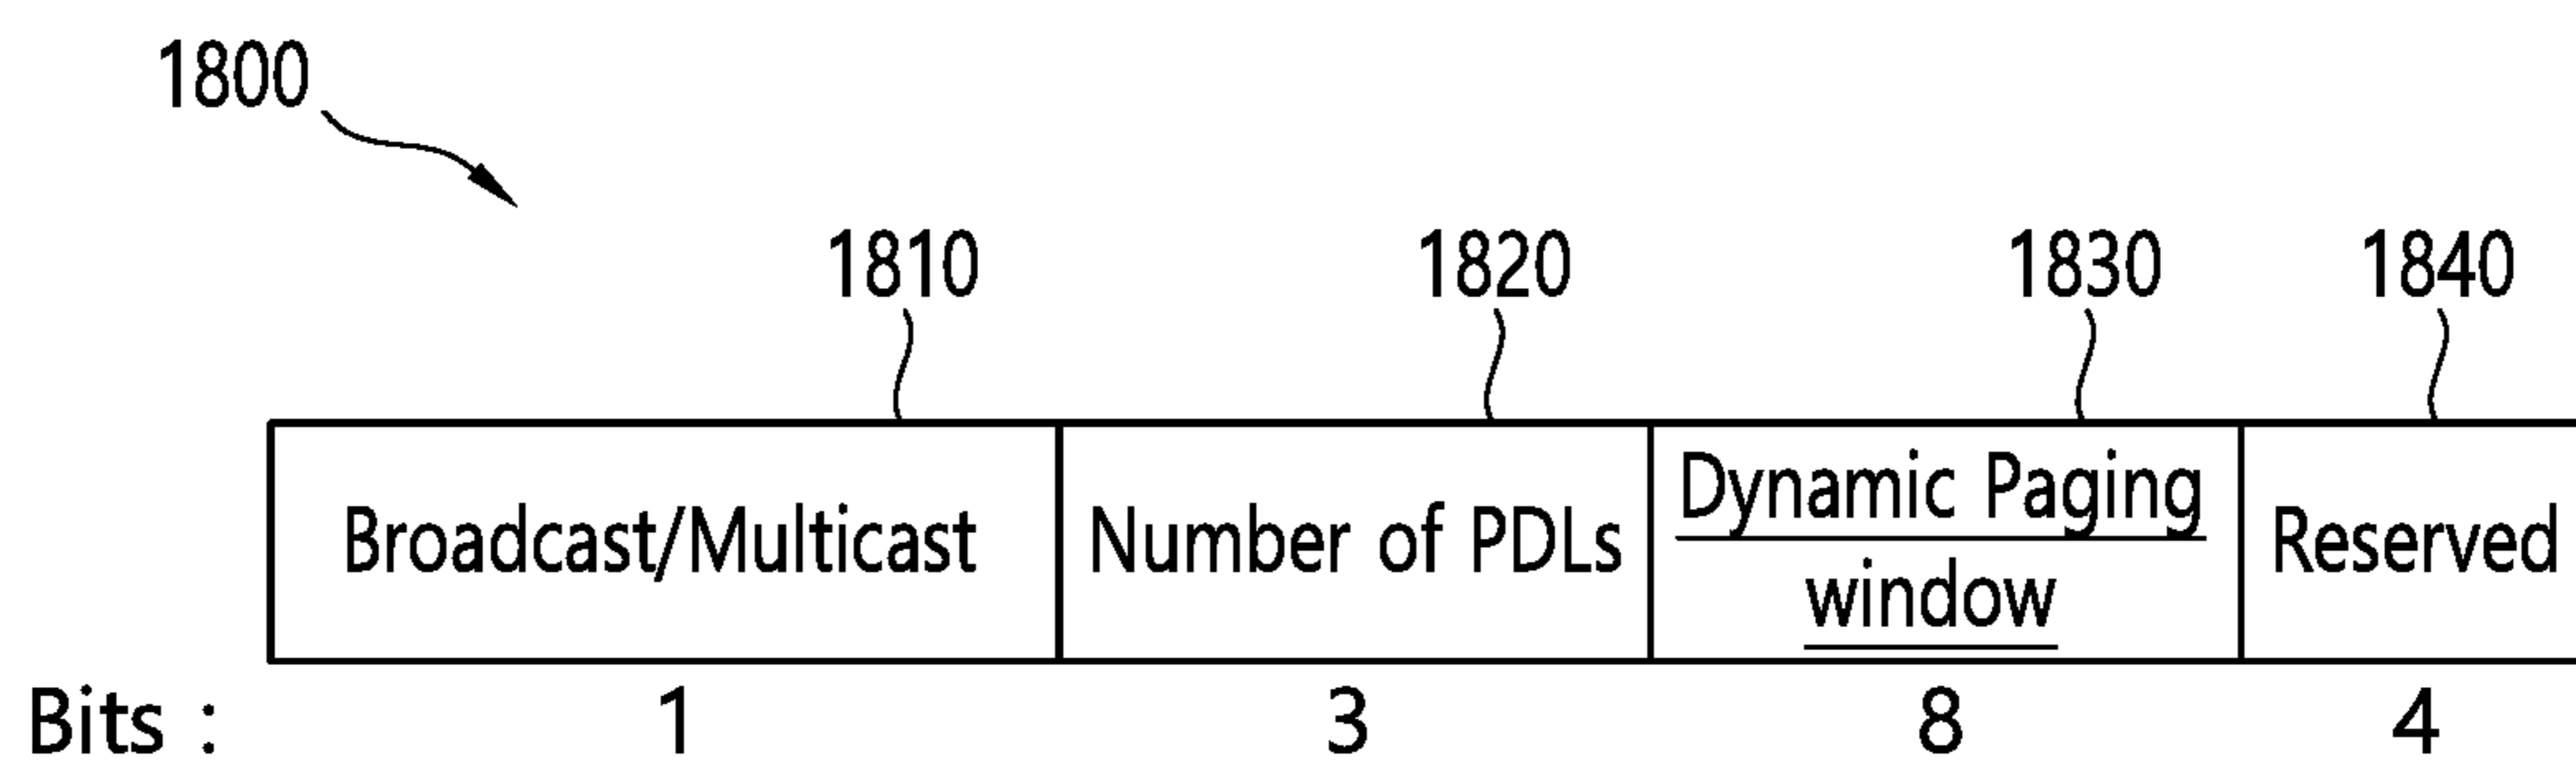 1800
1810 1820 1830 1840
Broadcast/Multicast Number of PDLs Dynamic Paging window Reserved
Bits : 1 3 8 4